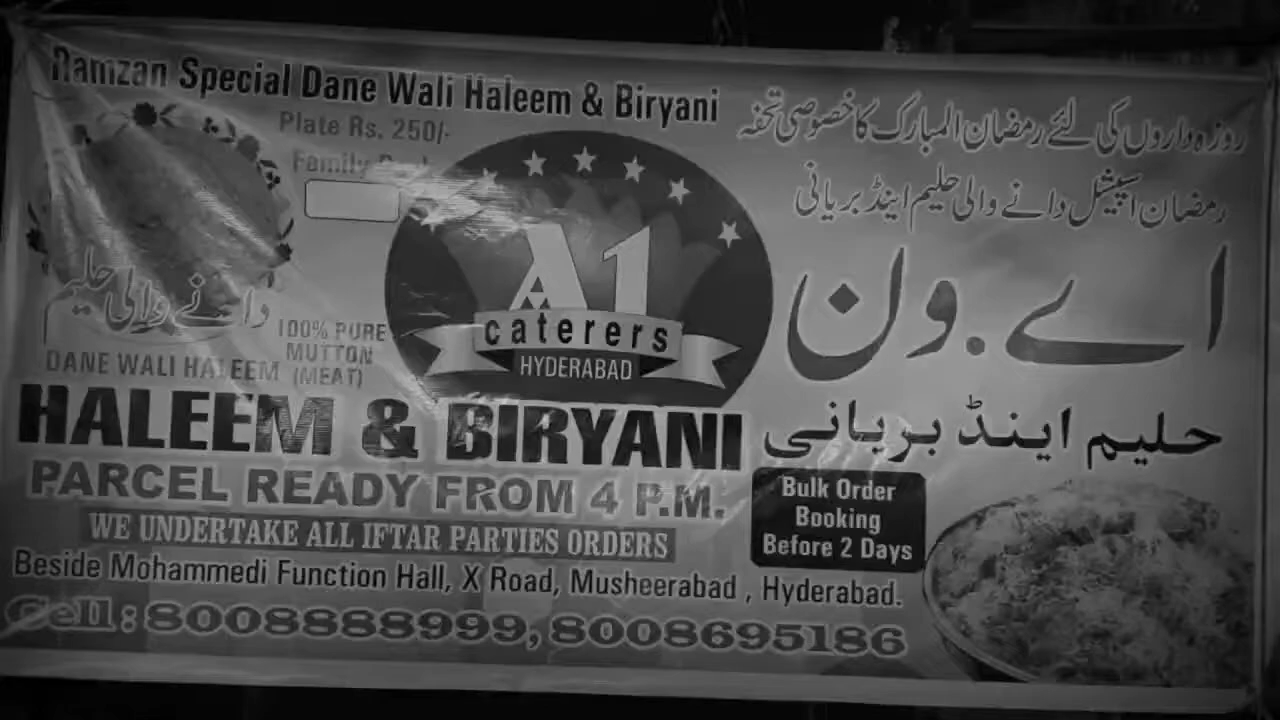 Ramzan Special Dane Wali Haleem & Biryani
Plate Rs. 250/-
Family
A1
caterers
HYDERABAD
دانے والی حلیم
DANE WALI HALEEM
100% PURE
MUTTON
(MEAT)
روزہ داروں کی لئے رمضان المبارک کا خصوصی تحفہ
رمضان اسپیشل دانے والی حلیم اینڈ بریانی
اے.ون
حلیم اینڈ بریانی
HALEEM & BIRYANI
PARCEL READY FROM 4 P.M.
WE UNDERTAKE ALL IFTAR PARTIES ORDERS
Bulk Order
Booking
Before 2 Days
Beside Mohammedi Function Hall, X Road, Musheerabad , Hyderabad.
Cell : 8008888999, 8008695186